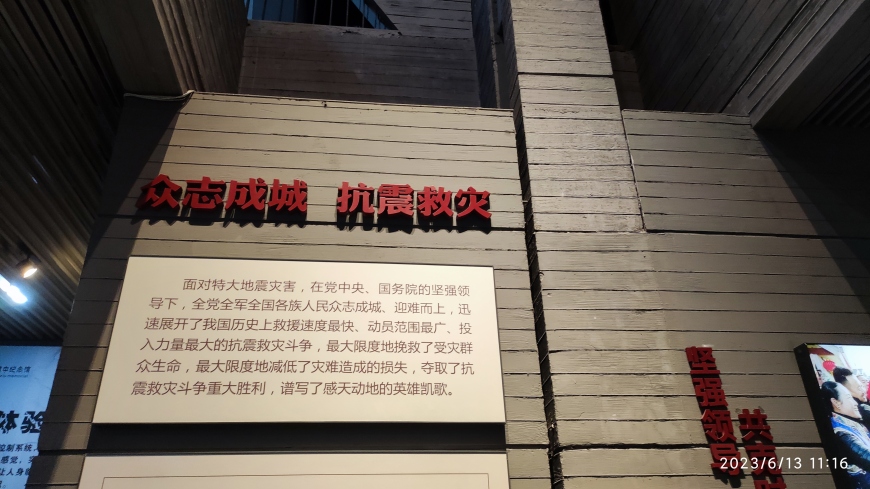 众志成城 抗震救灾
面对特大地震灾害，在党中央、国务院的坚强领
导下，全党全军全国各族人民众志成城、迎难而上，迅
速展开了我国历史上救援速度最快、动员范围最广、投
入力量最大的抗震救灾斗争，最大限度地挽救了受灾群
众生命，最大限度地减低了灾难造成的损失，夺取了抗
震救灾斗争重大胜利，谱写了感天动地的英雄凯歌。
坚强领导
共
体验
2023/6/13 11:16